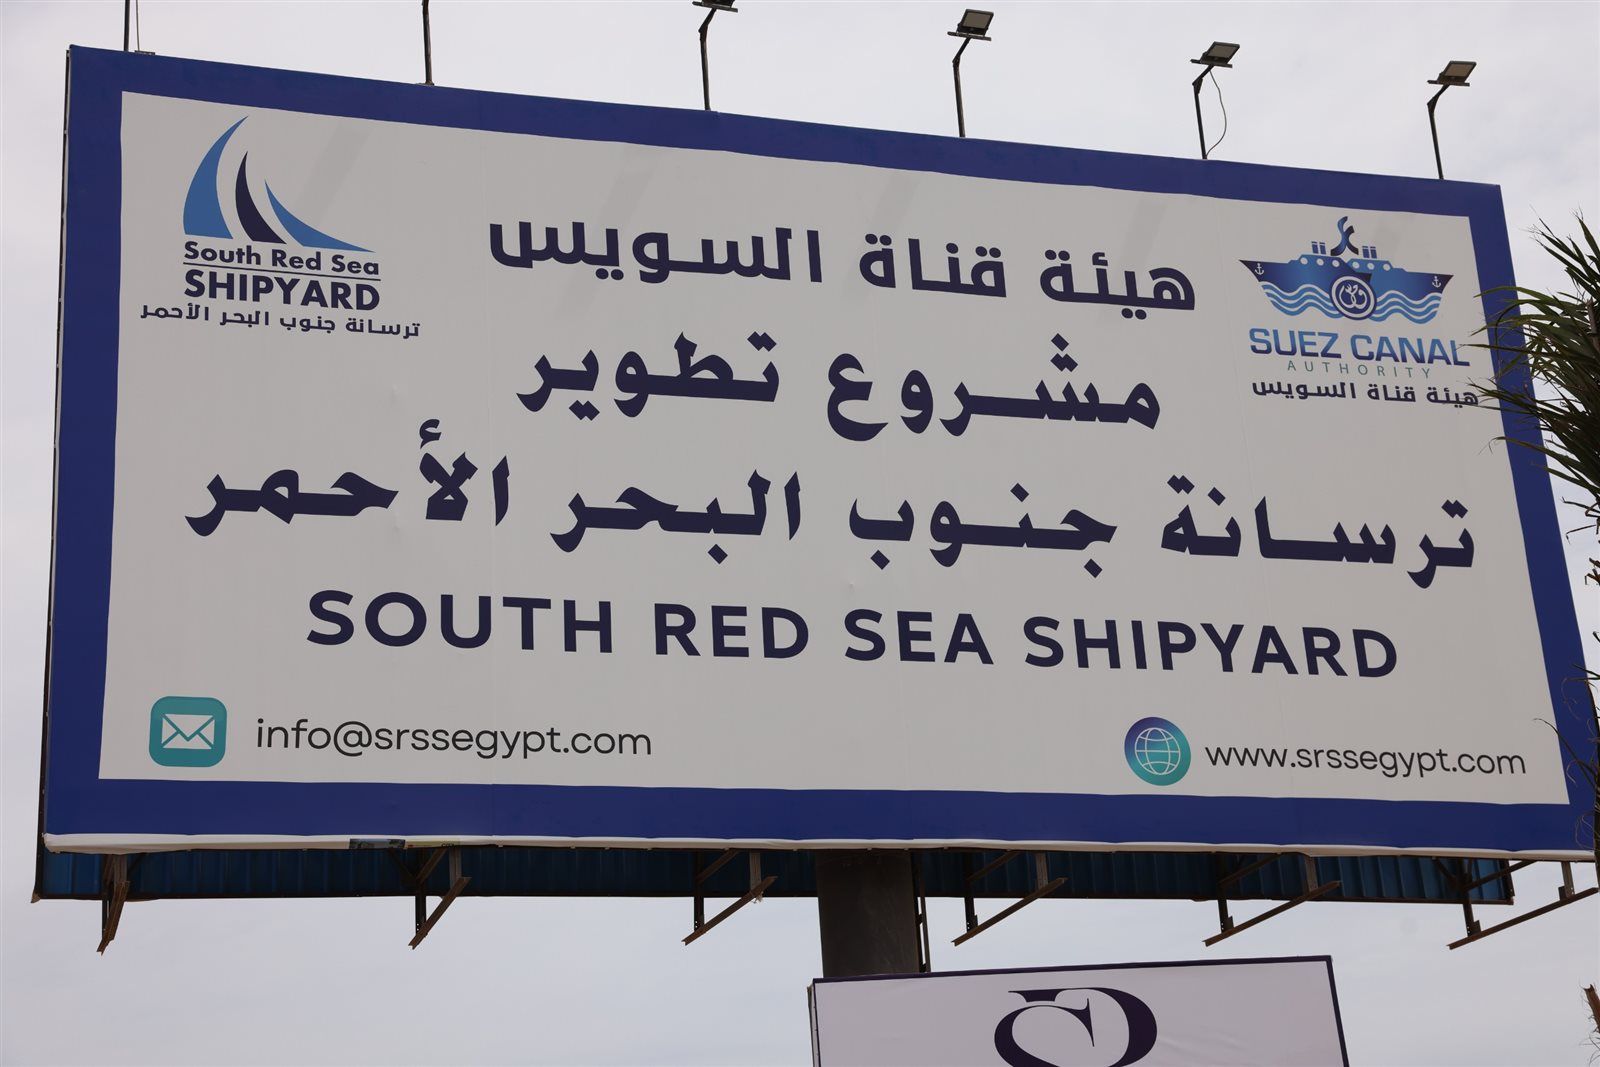 South Red Sea
SHIPYARD
ترسانة جنوب البحر الأحمر
SUEZ CANAL
AUTHORITY
هيئة قناة السويس
هيئة قناة السويس
مشروع تطوير
ترسانة جنوب البحر الأحمر
SOUTH RED SEA SHIPYARD
info@srssegypt.com
www.srssegypt.com